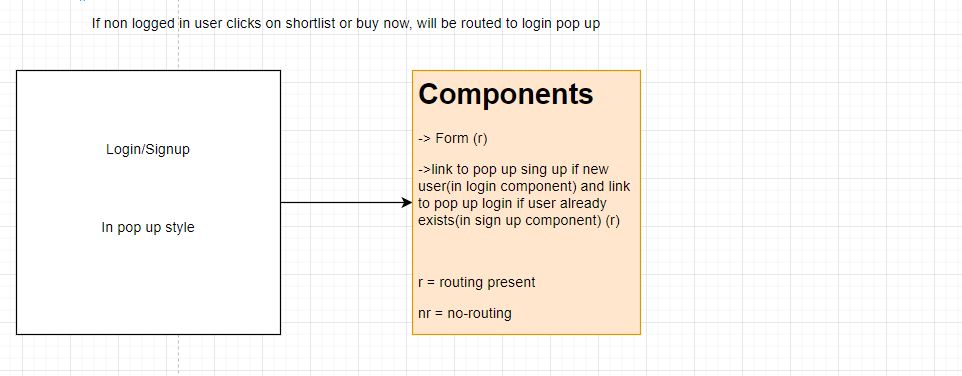 If non logged in user clicks on shortlist or buy now, will be routed to login pop up
Login/Signup
In pop up style
Components
-> Form (r)
->link to pop up sing up if new
user(in login component) and link
to pop up login if user already
exists(in sign up component) (r)
r = routing present
nr = no-routing